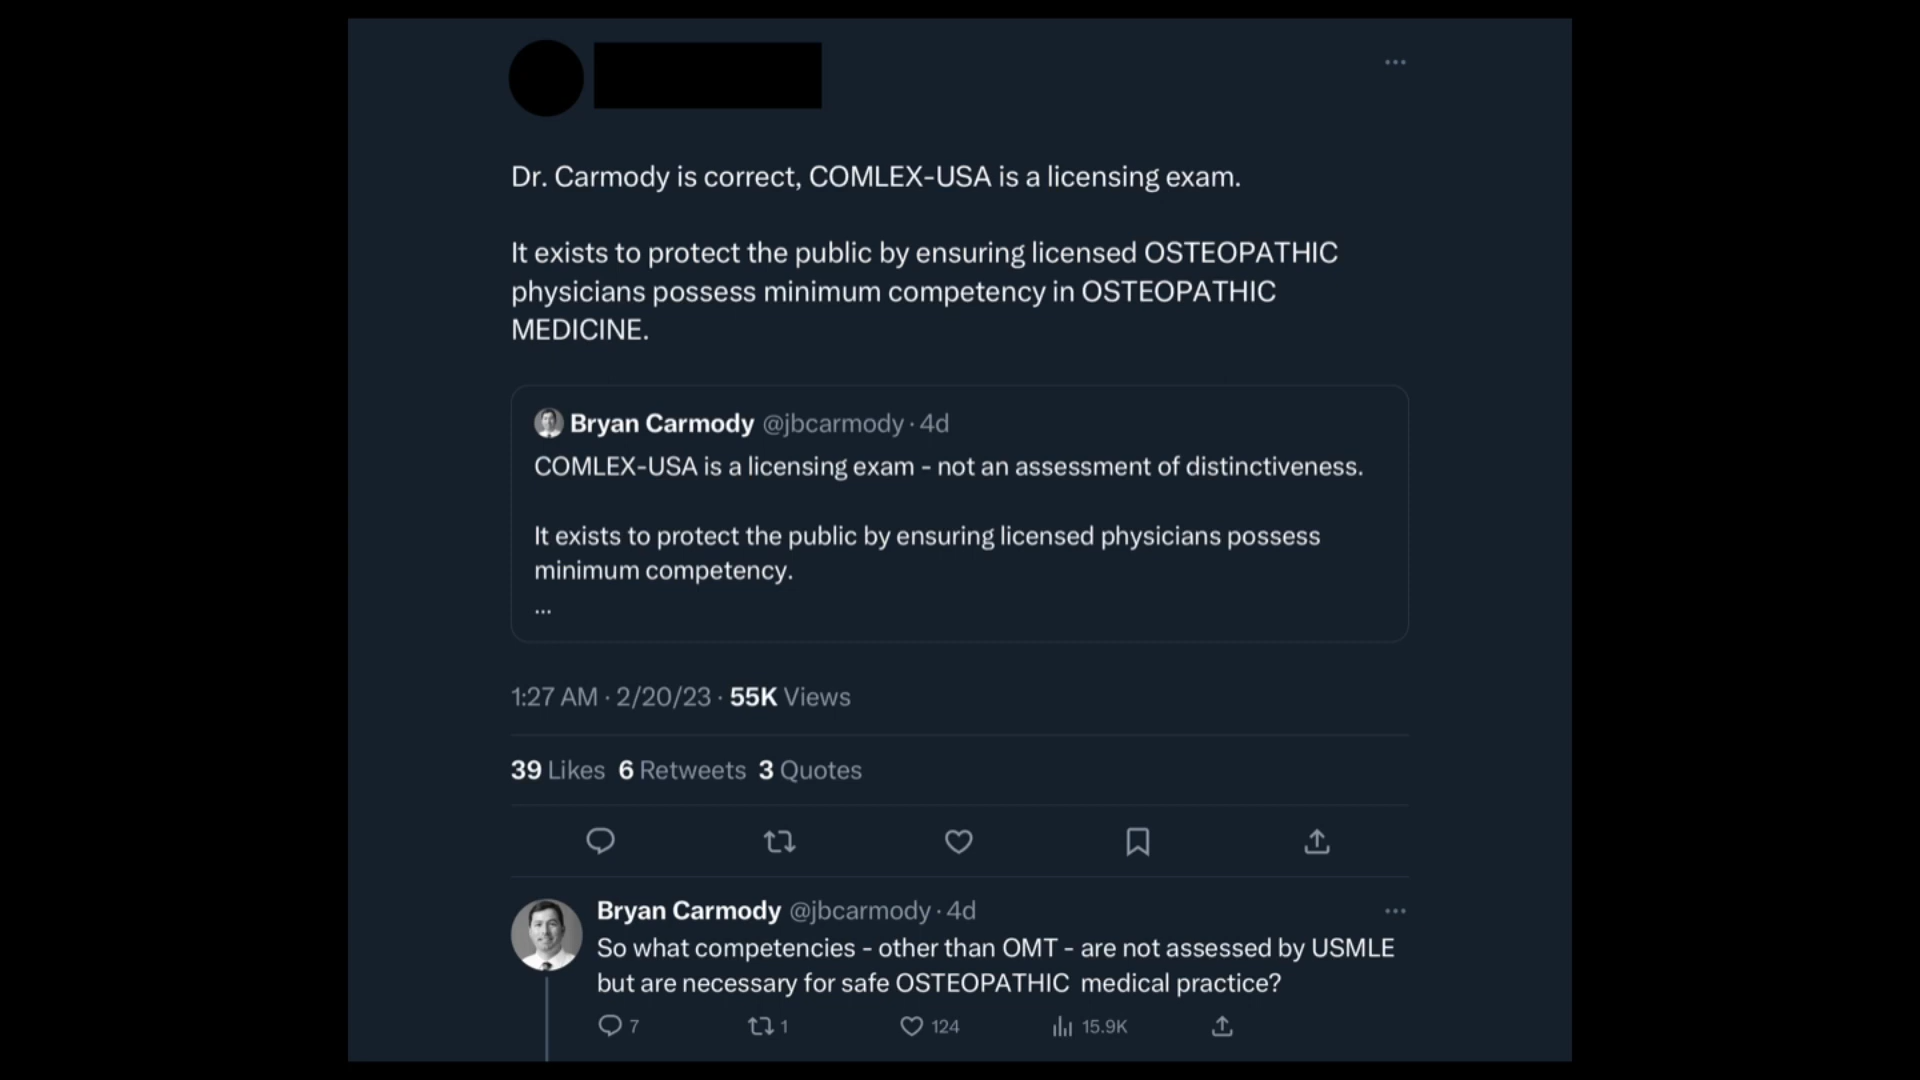 Dr. Carmody is correct, COMLEX-USA is a licensing exam.
It exists to protect the public by ensuring licensed OSTEOPATHIC
physicians possess minimum competency in OSTEOPATHIC
MEDICINE.
Bryan Carmody @jbcarmody · 4d
COMLEX-USA is a licensing exam - not an assessment of distinctiveness.
It exists to protect the public by ensuring licensed physicians possess
minimum competency.
...
1:27 AM · 2/20/23 · 55K Views
39 Likes 6 Retweets 3 Quotes
Bryan Carmody @jbcarmody · 4d
So what competencies - other than OMT - are not assessed by USMLE
but are necessary for safe OSTEOPATHIC medical practice?
7 1 124 15.9K